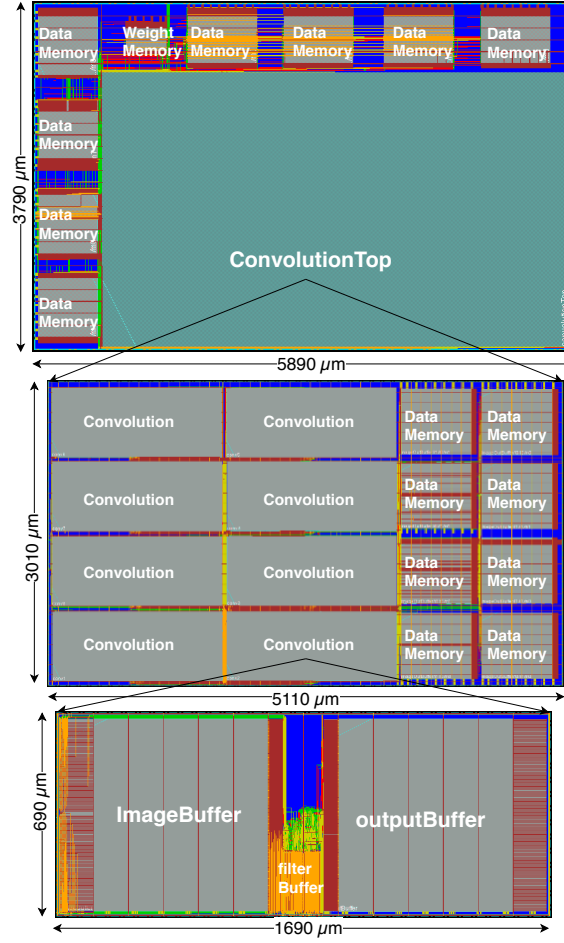 Data
Memory
Weight
Memory
Data
Memory
Data
Memory
Data
Memory
Data
Memory
Data
Memory
Data
Memory
Data
Memory
ConvolutionTop
3790 µm
5890 µm
Convolution
Convolution
Data
Memory
Data
Memory
Convolution
Convolution
Data
Memory
Data
Memory
Convolution
Convolution
Data
Memory
Data
Memory
Convolution
Convolution
Data
Memory
Data
Memory
3010 µm
5110 µm
ImageBuffer
filter
Buffer
outputBuffer
690 µm
1690 µm